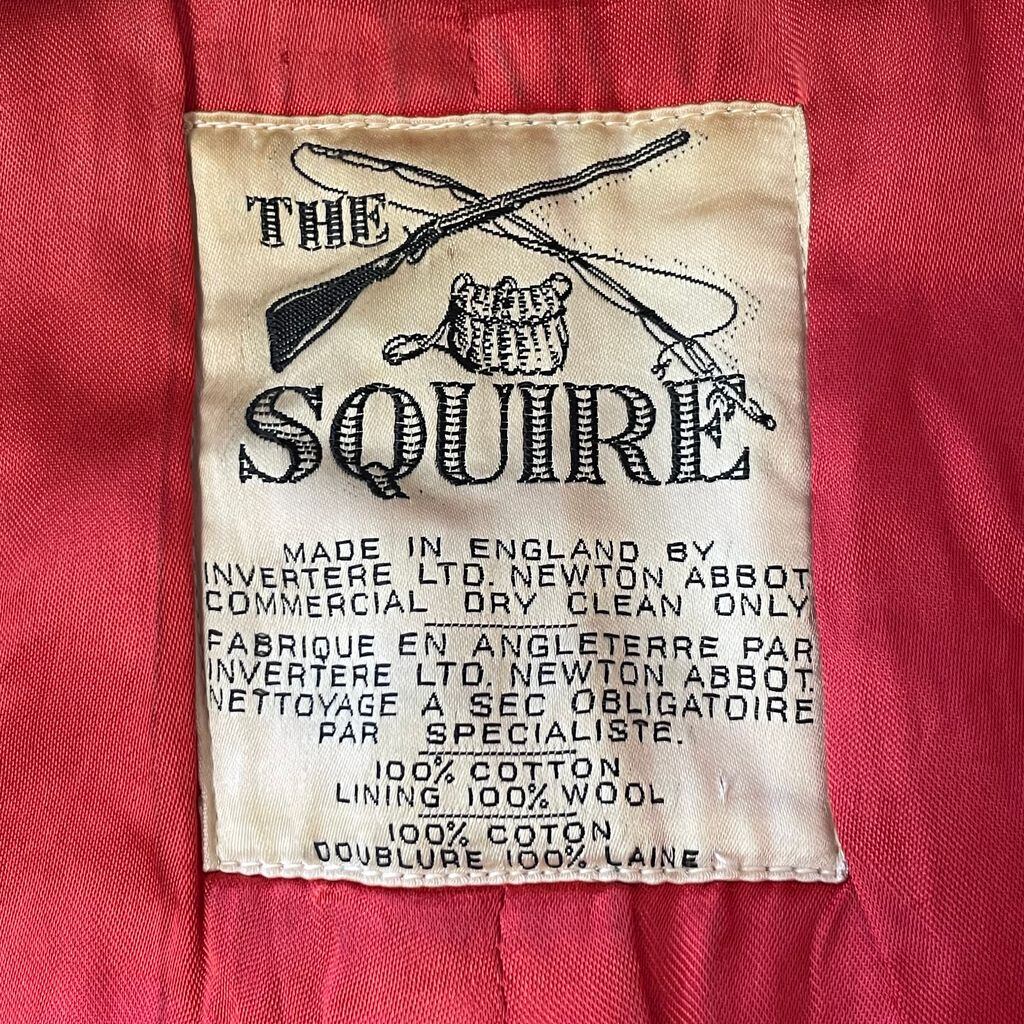 THE
SQUIRE
MADE IN ENGLAND BY
INVERTERE LTD. NEWTON ABBOT.
COMMERCIAL DRY CLEAN ONLY
FABRIQUE EN ANGLETERRE PAR
INVERTERE LTD. NEWTON ABBOT.
NETTOYAGE A SEC OBLIGATOIRE
PAR SPECIALISTE.
100% COTTON
LINING 100% WOOL
100% COTON
DOUBLURE 100% LAINE